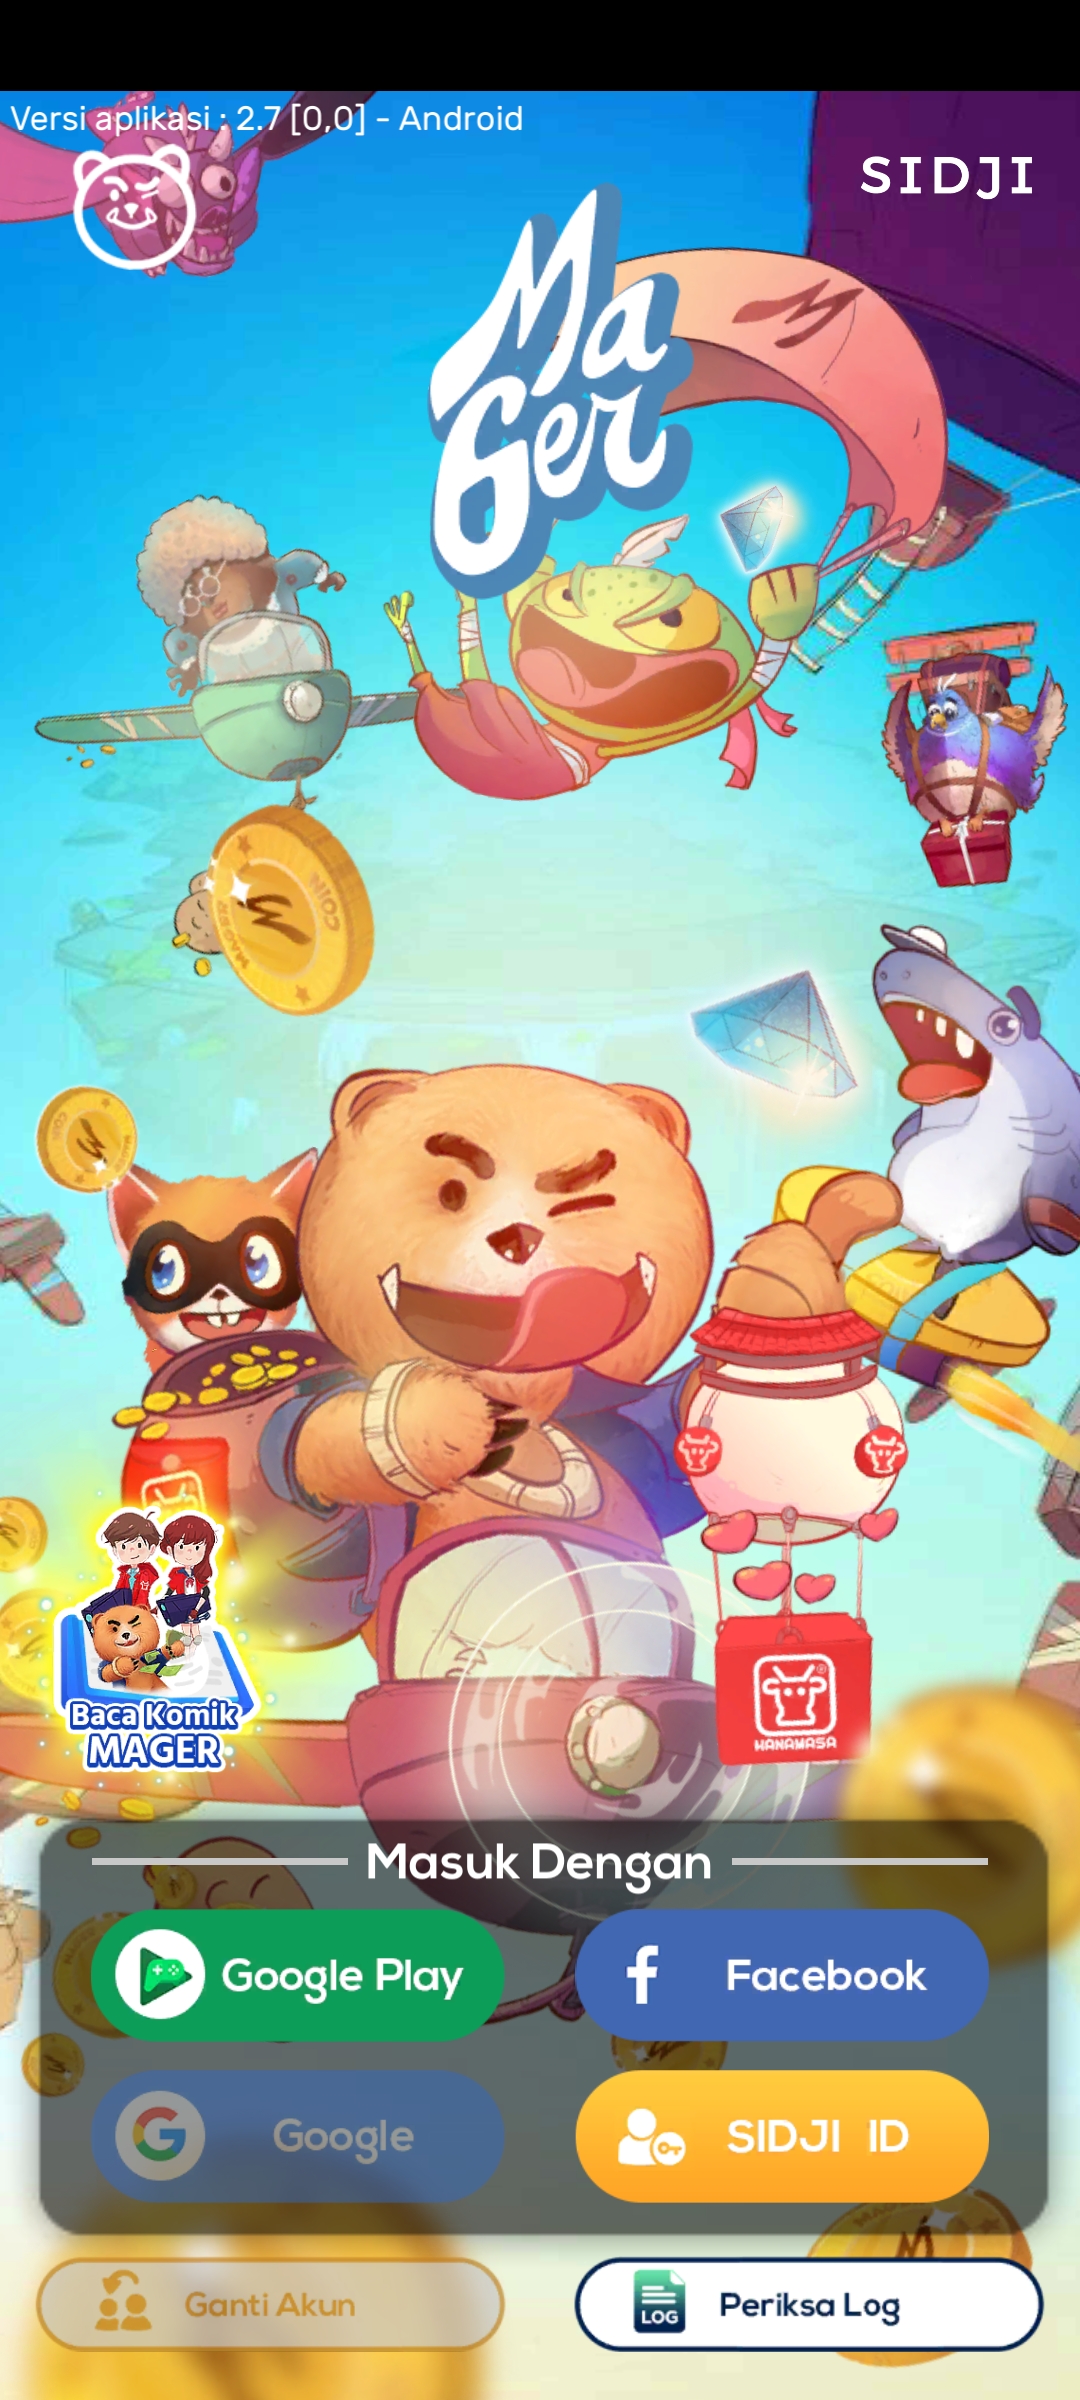 Versi aplikasi : 2.7 [0,0] - Android
SIDJI
MaGer
COIN
MAGER
HANAMASA
Baca Komik
MAGER
Masuk Dengan
Google Play
Facebook
Google
SIDJI ID
Ganti Akun
LOG
Periksa Log